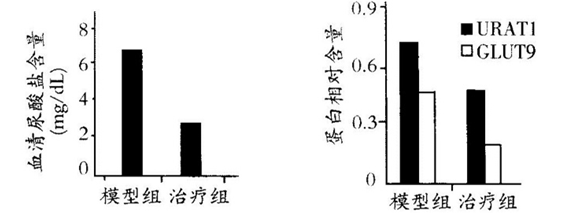 血清尿酸盐含量
(mg/dL)
8
6
4
2
0
模型组 治疗组
蛋白相对含量
0.9
0.6
0.3
0
■URAT1
□GLUT9
模型组 治疗组